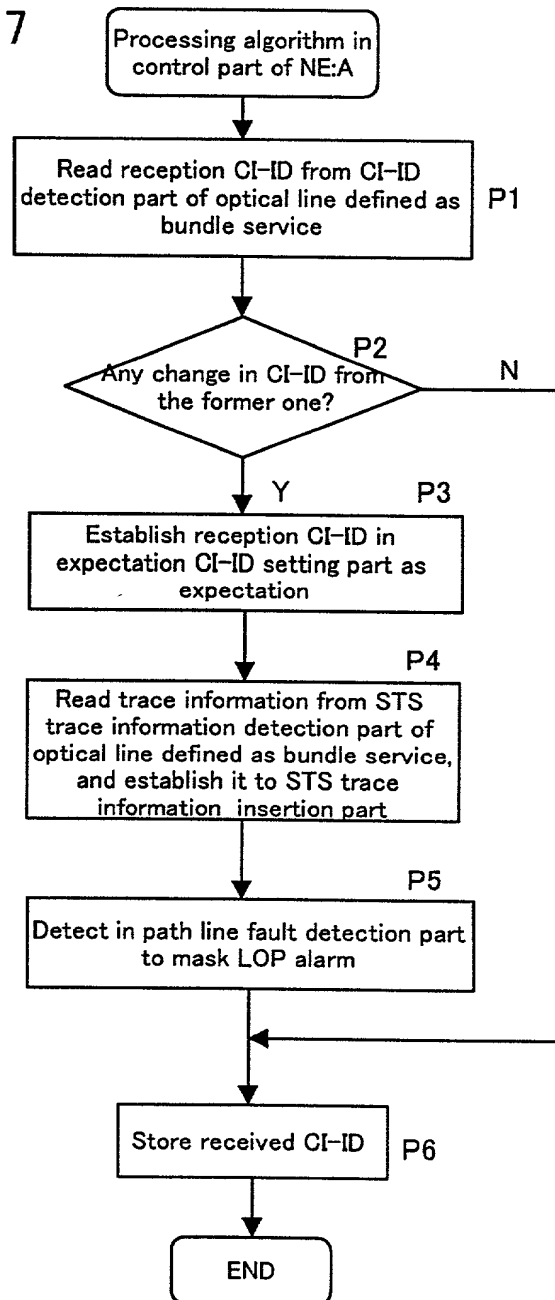 7
Processing algorithm in
control part of NE:A
Read reception CI-ID from CI-ID
detection part of optical line defined as
bundle service
P1
P2
Any change in CI-ID from
the former one?
N
Y
P3
Establish reception CI-ID in
expectation CI-ID setting part as
expectation
P4
Read trace information from STS
trace information detection part of
optical line defined as bundle service,
and establish it to STS trace
information insertion part
P5
Detect in path line fault detection part
to mask LOP alarm
Store received CI-ID
P6
END